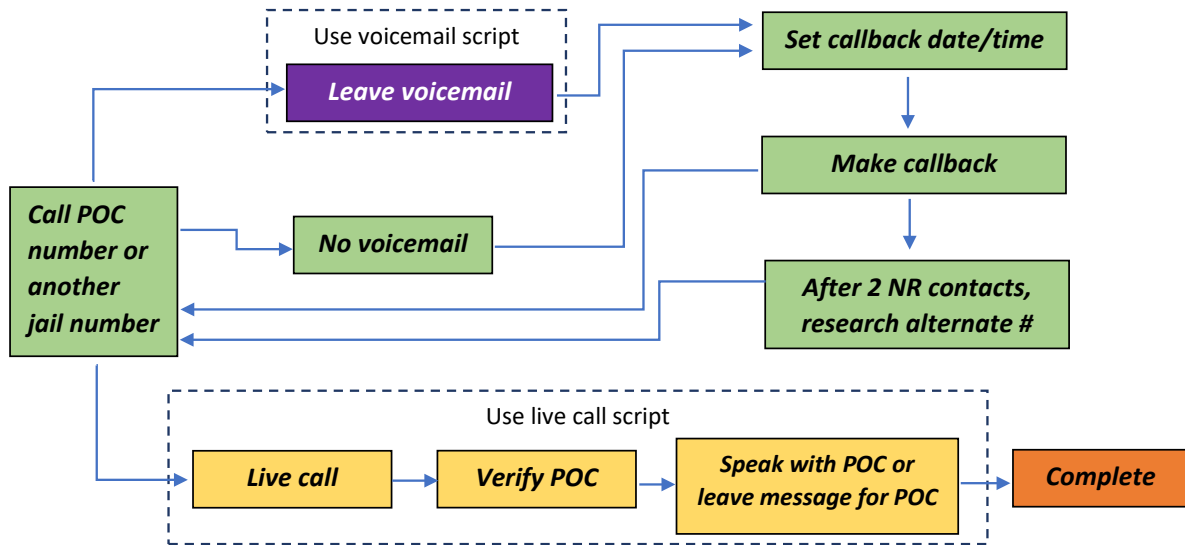 Use voicemail script
Leave voicemail
Set callback date/time
Make callback
Call POC
number or
another
jail number
No voicemail
After 2 NR contacts,
research alternate #
Use live call script
Live call
Verify POC
Speak with POC or
leave message for POC
Complete